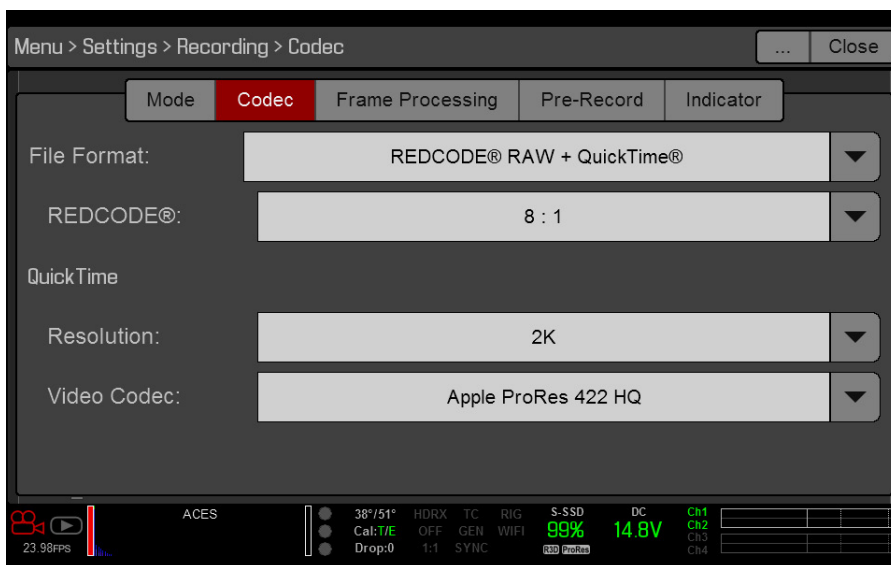 Menu > Settings > Recording > Codec ... Close
Mode Codec Frame Processing Pre-Record Indicator
File Format: REDCODE® RAW + QuickTime®
REDCODE®: 8 : 1
QuickTime
Resolution: 2K
Video Codec: Apple ProRes 422 HQ
ACES 38°/51° HDRX TC RIG S-SSD DC Ch1
Cal:T/E OFF GEN WIFI 99% 14.8V Ch2
23.98FPS Drop:0 1:1 SYNC R3D ProRes Ch3
Ch4